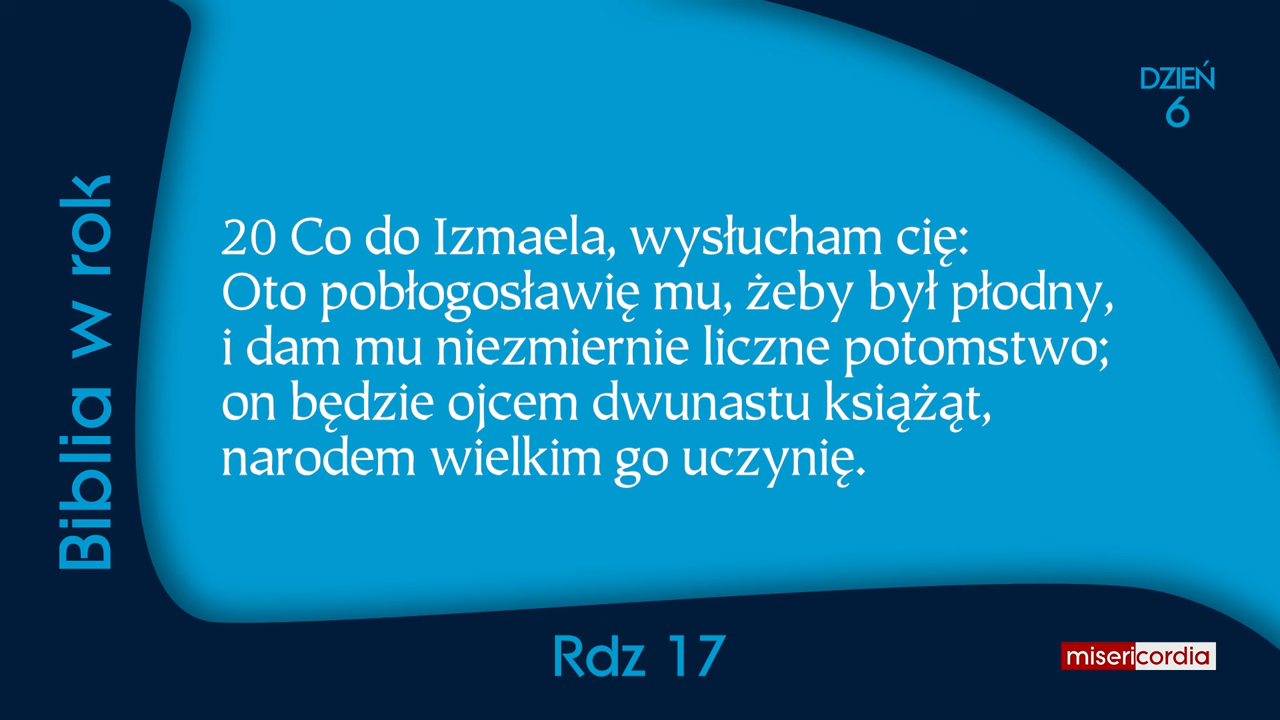 DZIEŃ
6
Biblia w rok
20 Co do Izmaela, wysłucham cię:
Oto pobłogosławię mu, żeby był płodny,
i dam mu niezmiernie liczne potomstwo;
on będzie ojcem dwunastu książąt,
narodem wielkim go uczynię.
Rdz 17
misericordia